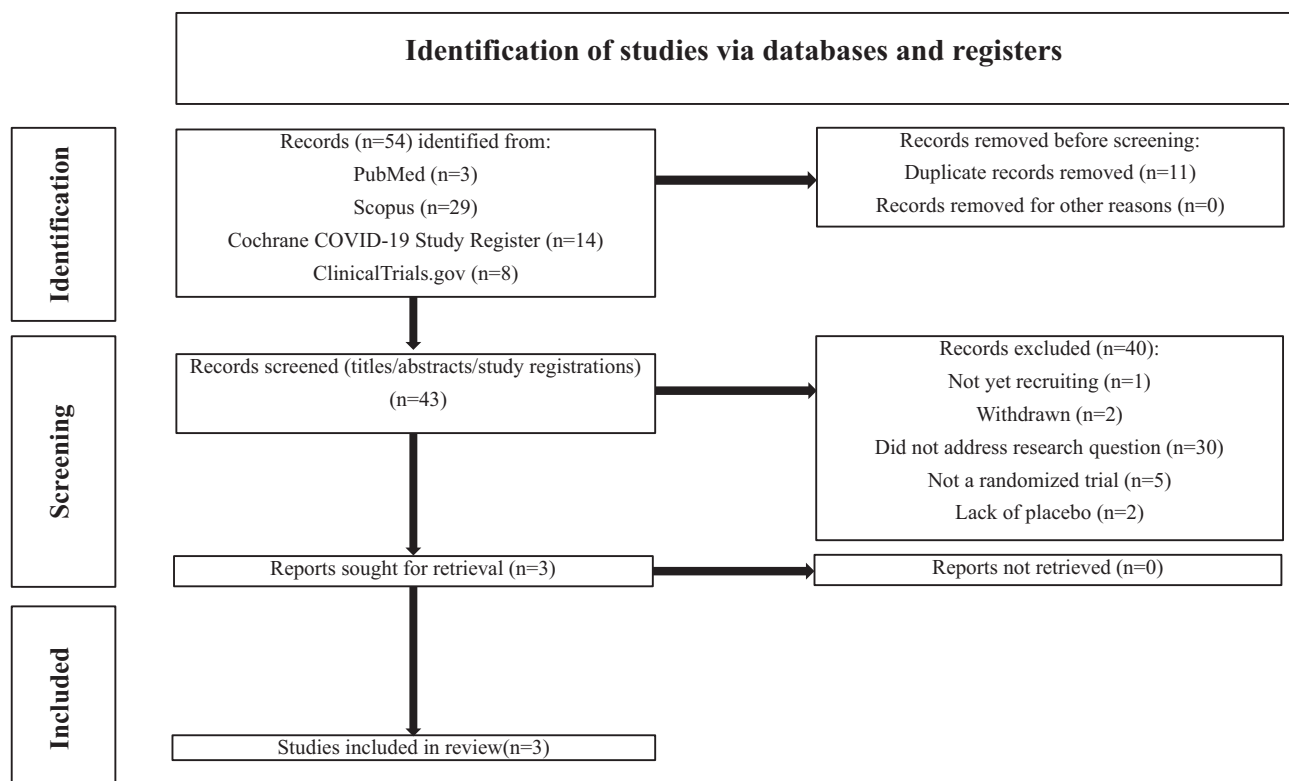 Identification of studies via databases and registers
Identification
Records (n=54) identified from:
PubMed (n=3)
Scopus (n=29)
Cochrane COVID-19 Study Register (n=14)
ClinicalTrials.gov (n=8)
Records removed before screening:
Duplicate records removed (n=11)
Records removed for other reasons (n=0)
Screening
Records screened (titles/abstracts/study registrations)
(n=43)
Records excluded (n=40):
Not yet recruiting (n=1)
Withdrawn (n=2)
Did not address research question (n=30)
Not a randomized trial (n=5)
Lack of placebo (n=2)
Reports sought for retrieval (n=3)
Reports not retrieved (n=0)
Included
Studies included in review(n=3)